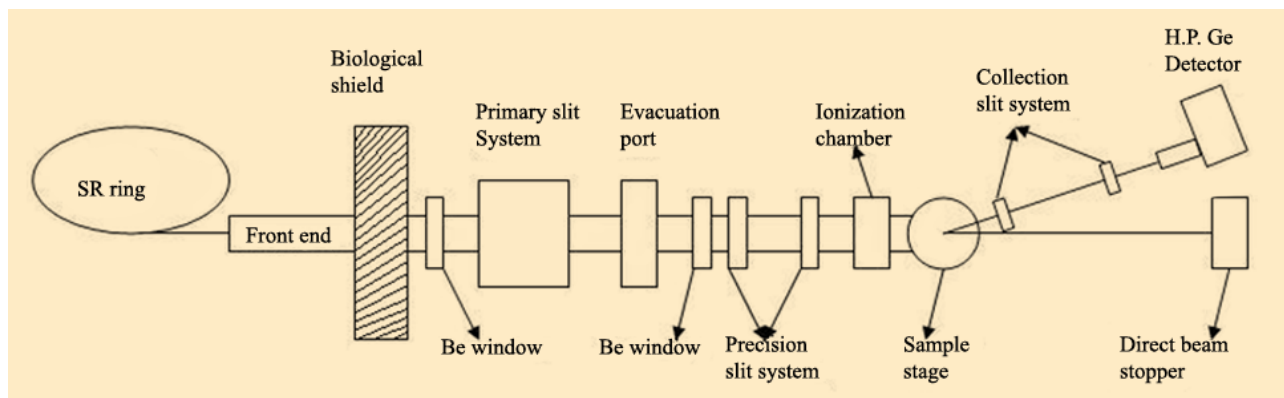 H.P. Ge
Detector
Biological
shield
Collection
slit system
Primary slit
System
Evacuation
port
Ionization
chamber
SR ring
Front end
Be window
Be window
Precision
slit system
Sample
stage
Direct beam
stopper